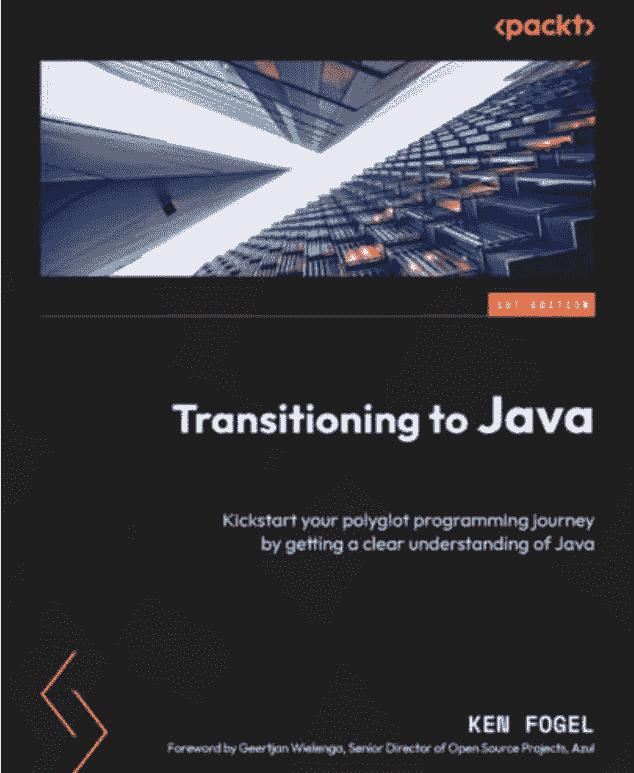 <packt>
1ST EDITION
Transitioning to Java
Kickstart your polyglot programming journey
by getting a clear understanding of Java
KEN FOGEL
Foreword by Geertjan Wielenga, Senior Director of Open Source Projects, Azul